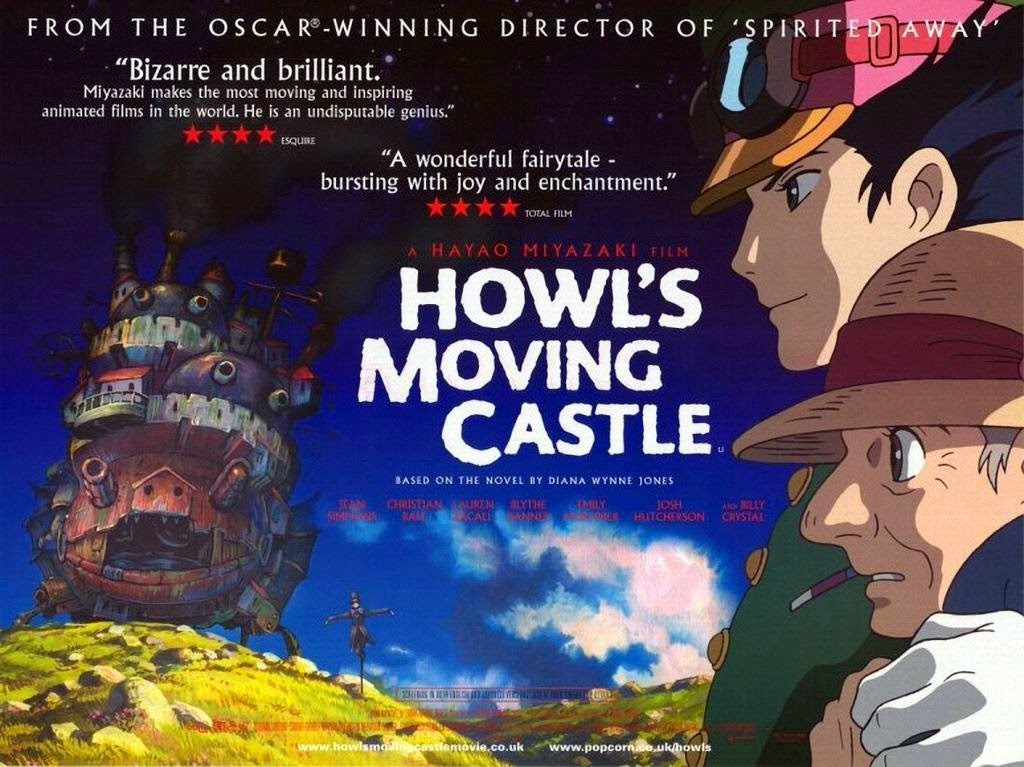 FROM THE OSCAR®-WINNING DIRECTOR OF 'SPIRITED AWAY'
"Bizarre and brilliant.
Miyazaki makes the most moving and inspiring
animated films in the world. He is an undisputable genius."
★★★★ ESQUIRE
"A wonderful fairytale -
bursting with joy and enchantment."
★★★★ TOTAL FILM
A HAYAO MIYAZAKI FILM
HOWL'S
MOVING
CASTLE
U
BASED ON THE NOVEL BY DIANA WYNNE JONES
JEAN CHRISTIAN LAUREN BLYTHE EMILY JOSH AND BILLY
SIMMONS BALE BACALL DANNER MORTIMER HUTCHERSON CRYSTAL
www.howlsmovingcastlemovie.co.uk www.popcorn.co.uk/howls